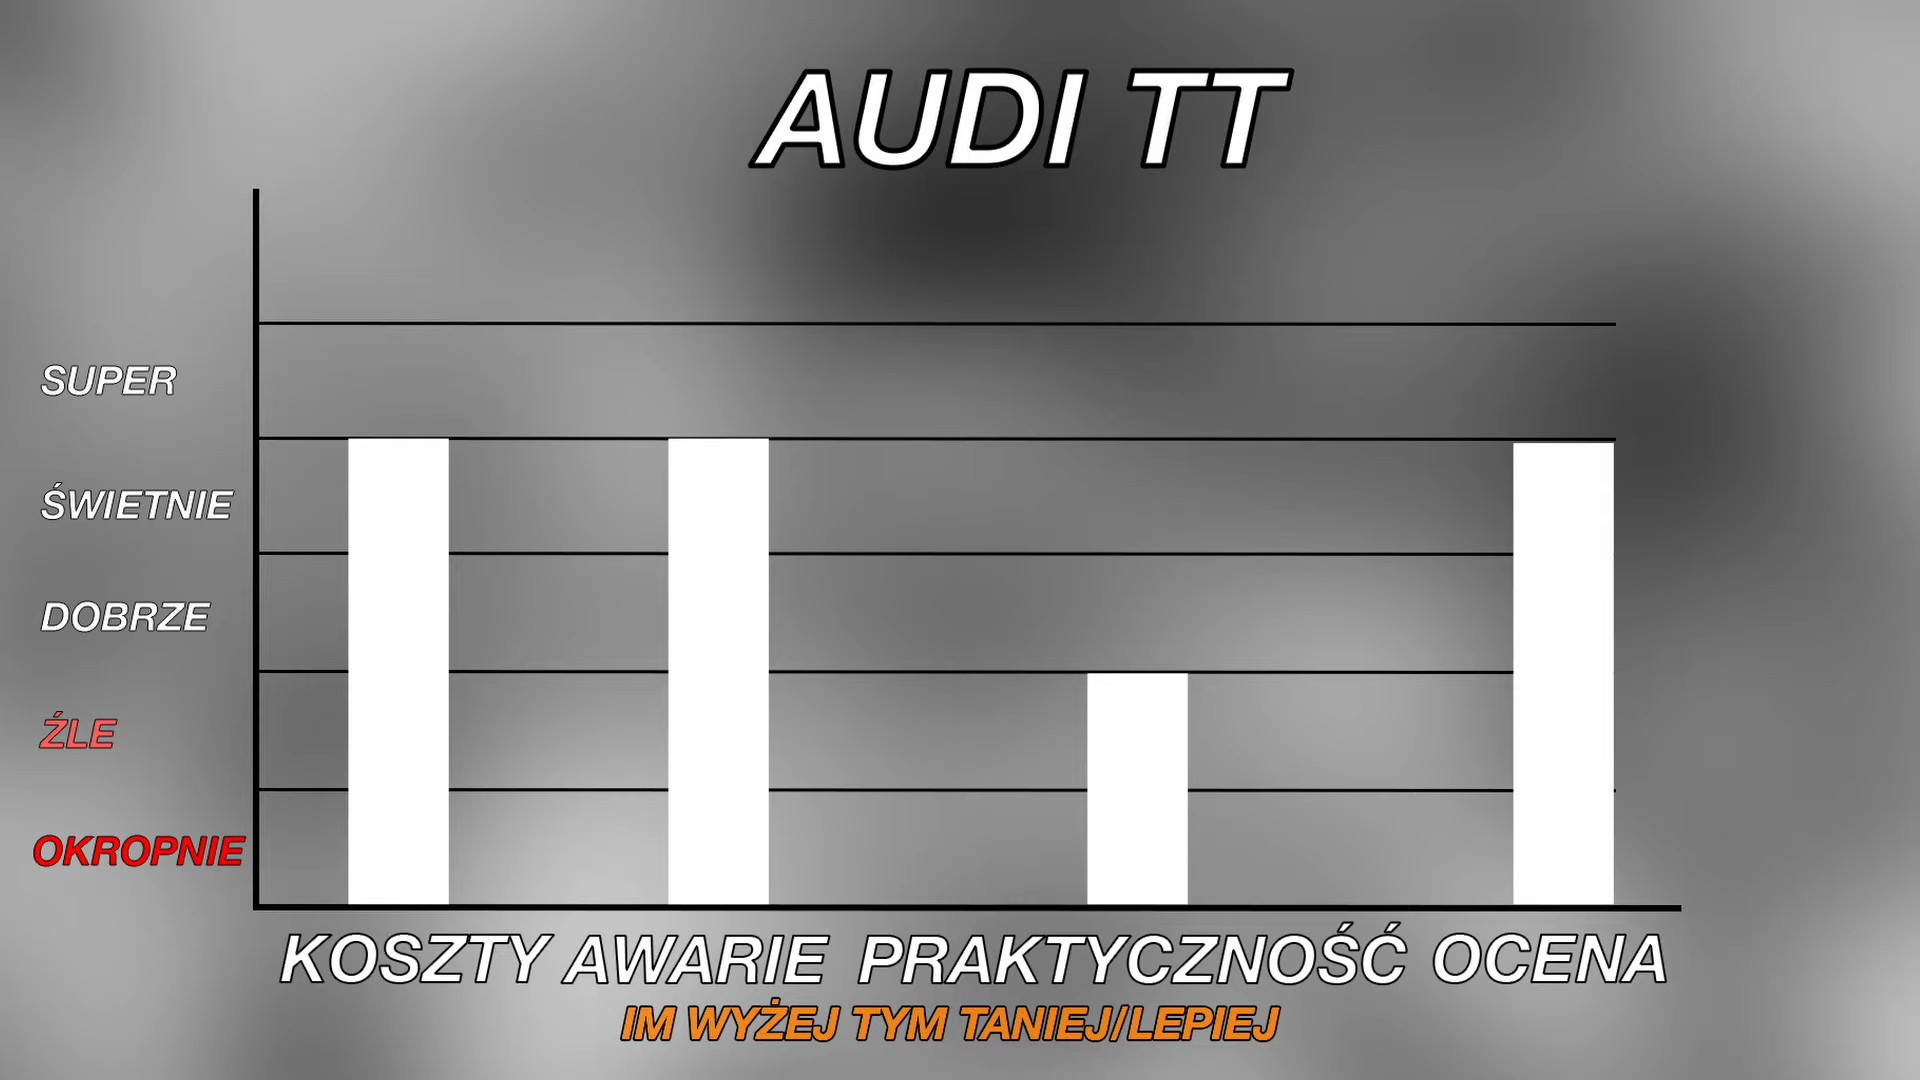 AUDI TT
SUPER
ŚWIETNIE
DOBRZE
ŹLE
OKROPNIE
KOSZTY AWARIE PRAKTYCZNOŚĆ OCENA
IM WYŻEJ TYM TANIEJ/LEPIEJ